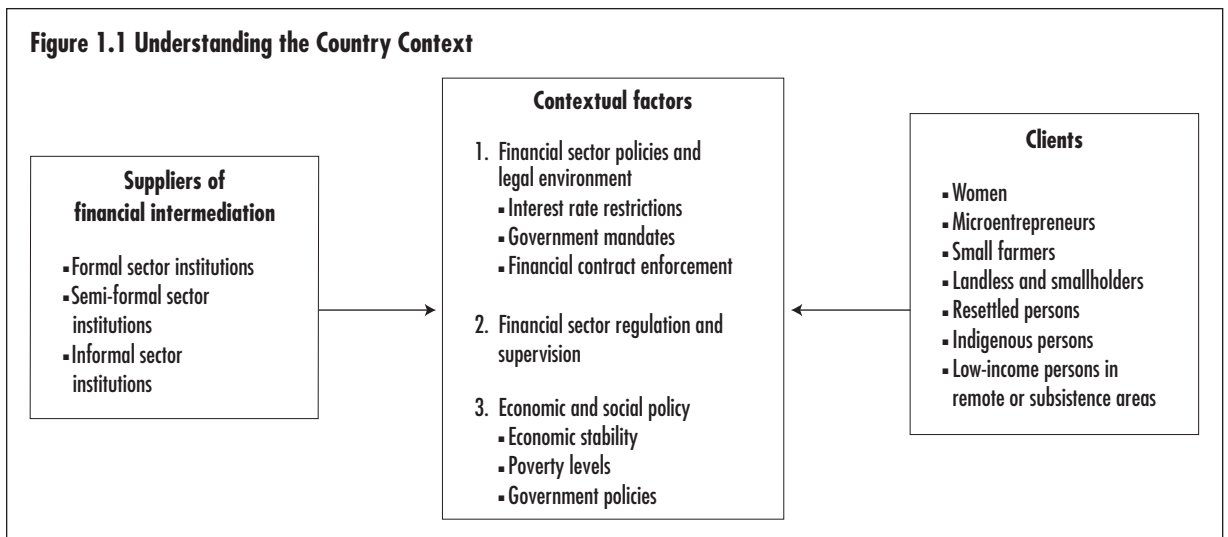 Figure 1.1 Understanding the Country Context
Suppliers of
financial intermediation
▪ Formal sector institutions
▪ Semi-formal sector
institutions
▪ Informal sector
institutions
Contextual factors
1. Financial sector policies and
legal environment
▪ Interest rate restrictions
▪ Government mandates
▪ Financial contract enforcement
2. Financial sector regulation and
supervision
3. Economic and social policy
▪ Economic stability
▪ Poverty levels
▪ Government policies
Clients
▪ Women
▪ Microentrepreneurs
▪ Small farmers
▪ Landless and smallholders
▪ Resettled persons
▪ Indigenous persons
▪ Low-income persons in
remote or subsistence areas